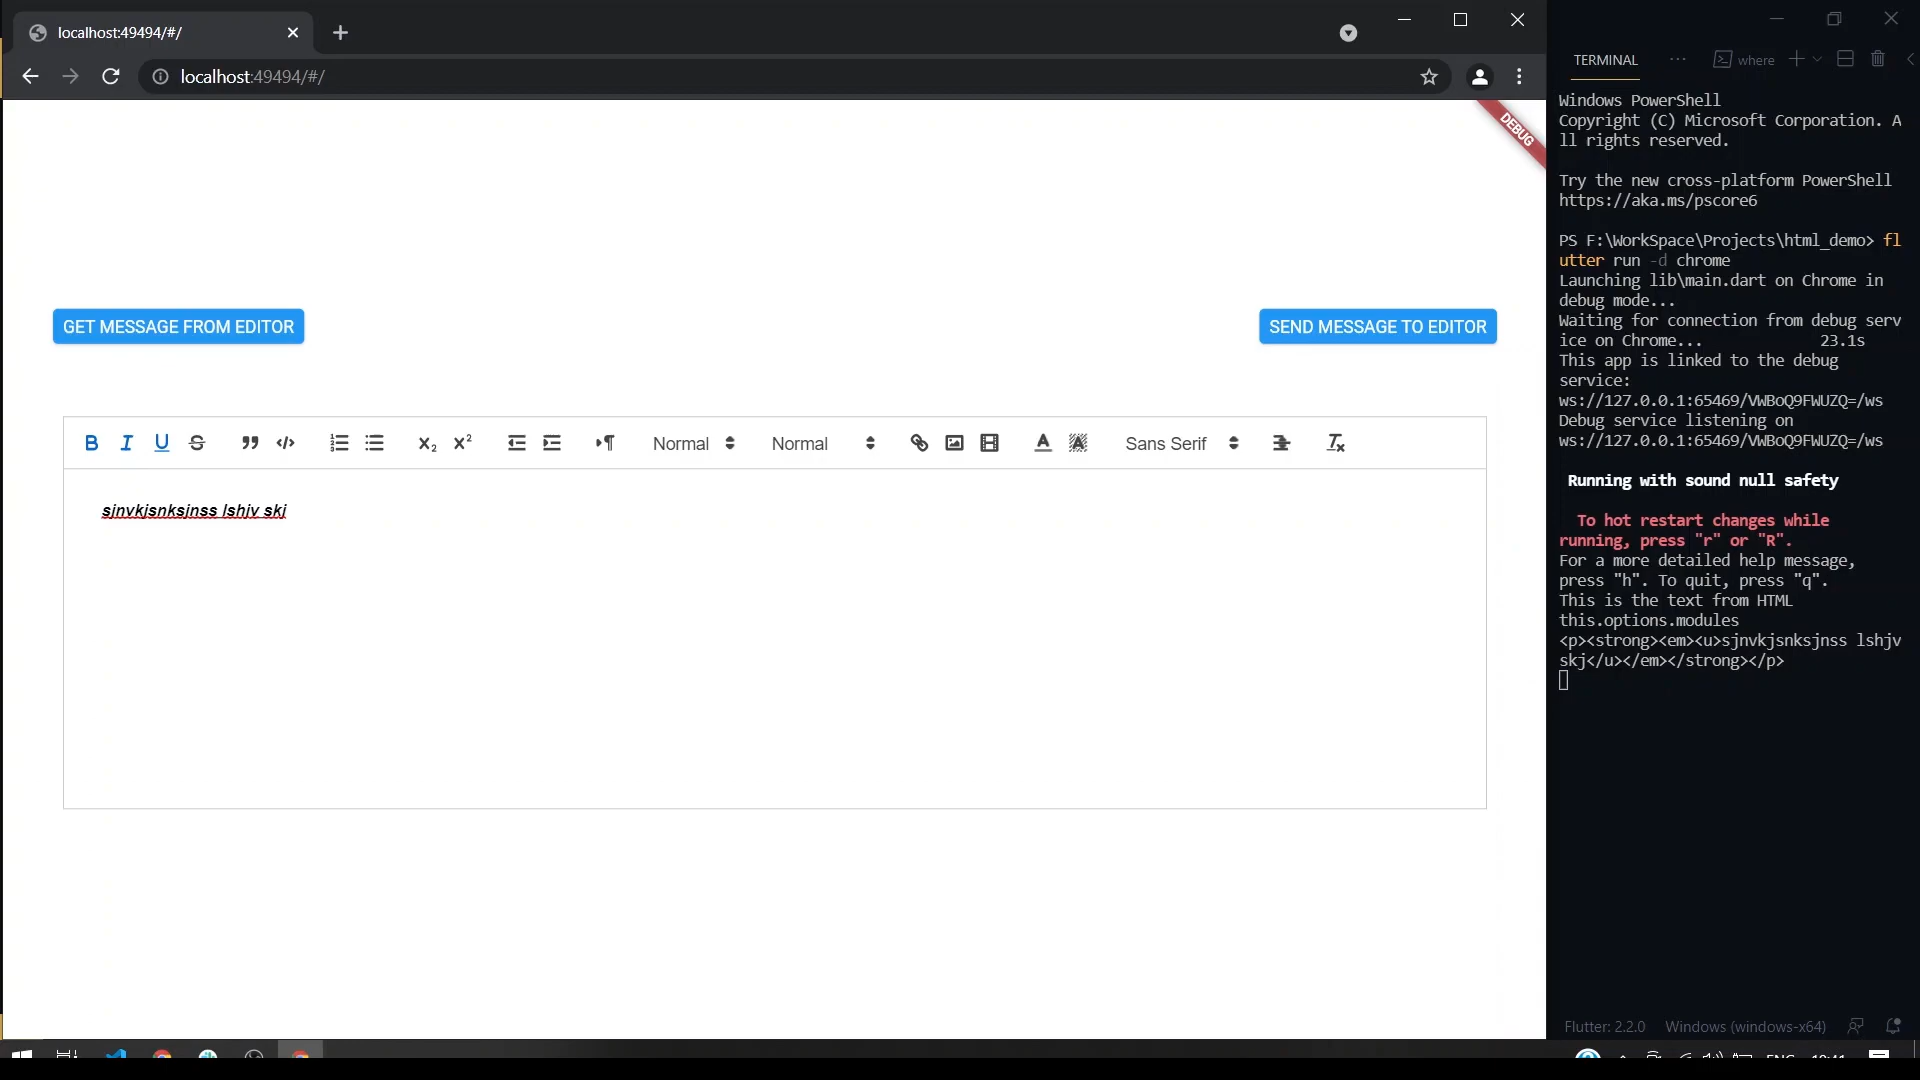 localhost:49494/#/
localhost:49494/#/
DEBUG
GET MESSAGE FROM EDITOR
SEND MESSAGE TO EDITOR
Normal
Normal
Sans Serif
sjnvkjsnksjnss lshjv skj
TERMINAL
where
Windows PowerShell
Copyright (C) Microsoft Corporation. A
ll rights reserved.
Try the new cross-platform PowerShell
https://aka.ms/pscore6
PS F:\WorkSpace\Projects\html_demo> fl
utter run -d chrome
Launching lib\main.dart on Chrome in
debug mode...
Waiting for connection from debug serv
ice on Chrome... 23.1s
This app is linked to the debug
service:
ws://127.0.0.1:65469/VWBoQ9FWUZQ=/ws
Debug service listening on
ws://127.0.0.1:65469/VWBoQ9FWUZQ=/ws
Running with sound null safety
To hot restart changes while
running, press "r" or "R".
For a more detailed help message,
press "h". To quit, press "q".
This is the text from HTML
this.options.modules
<p><strong><em><u>sjnvkjsnksjnss lshjv
skj</u></em></strong></p>
Flutter: 2.2.0 Windows (windows-x64)